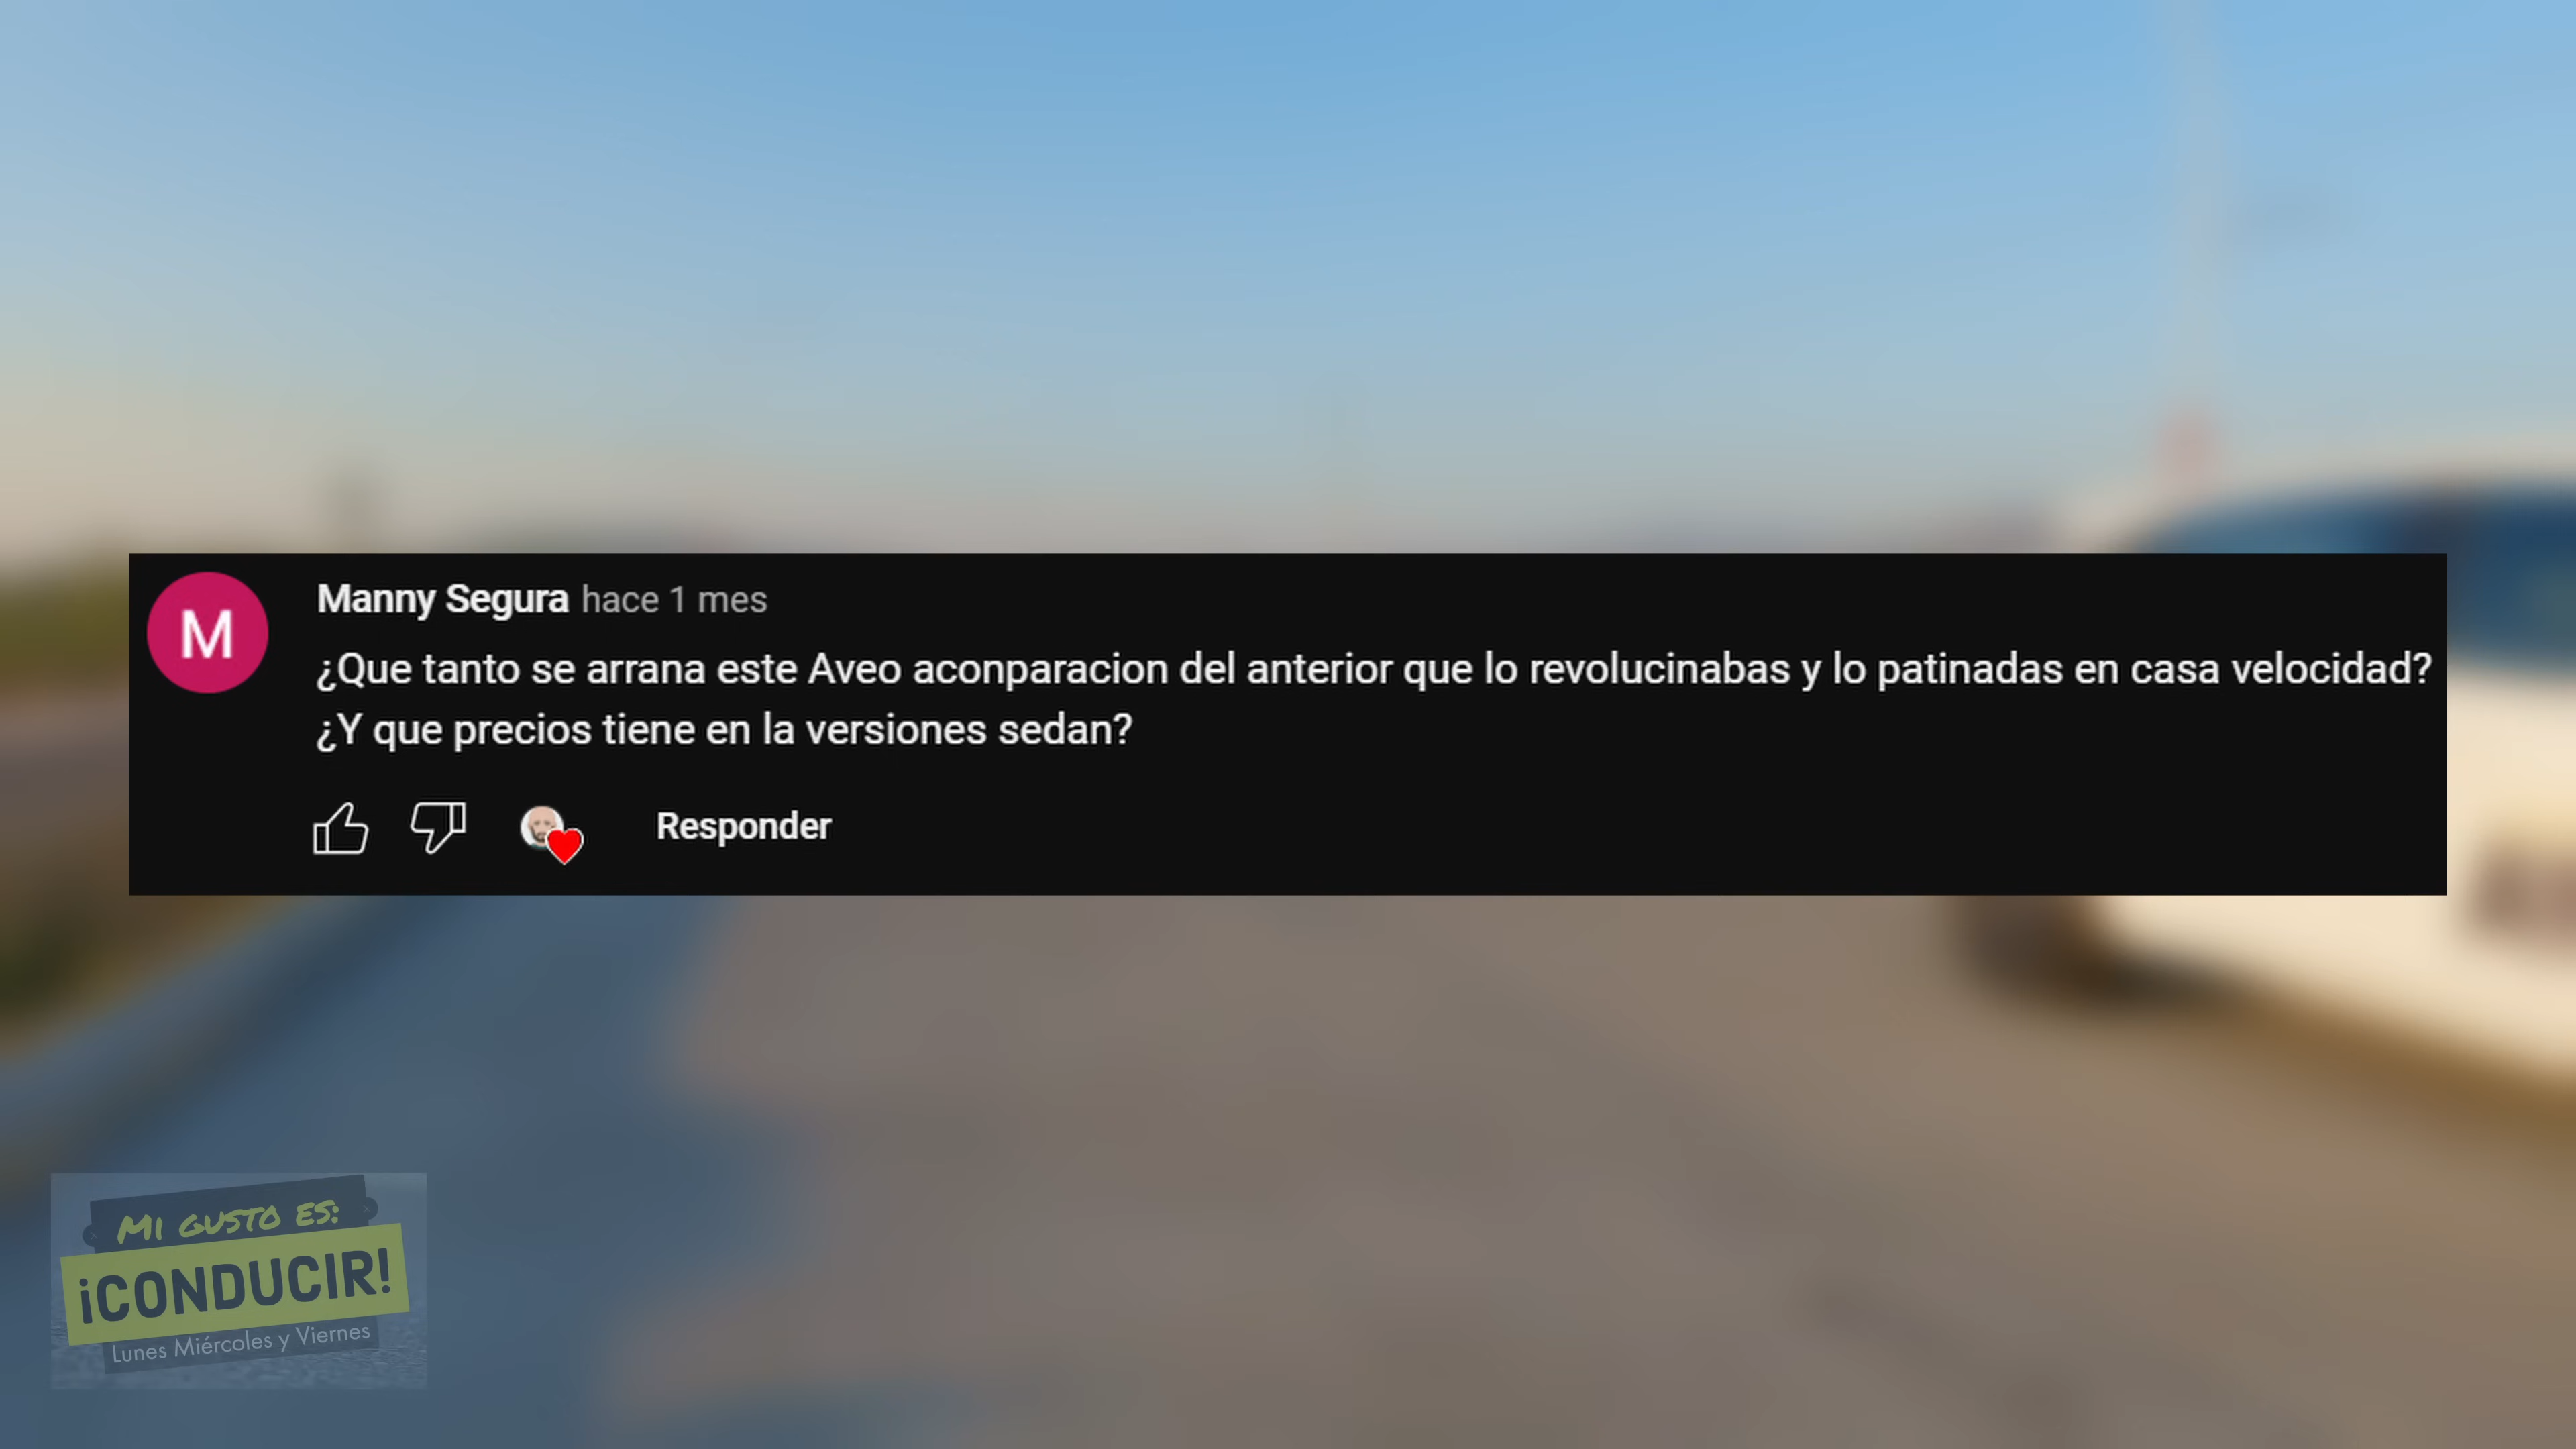 M
Manny Segura hace 1 mes
¿Que tanto se arrana este Aveo aconparacion del anterior que lo revolucinabas y lo patinadas en casa velocidad?
¿Y que precios tiene en la versiones sedan?
Responder
MI GUSTO ES:
¡CONDUCIR!
Lunes Miércoles y Viernes